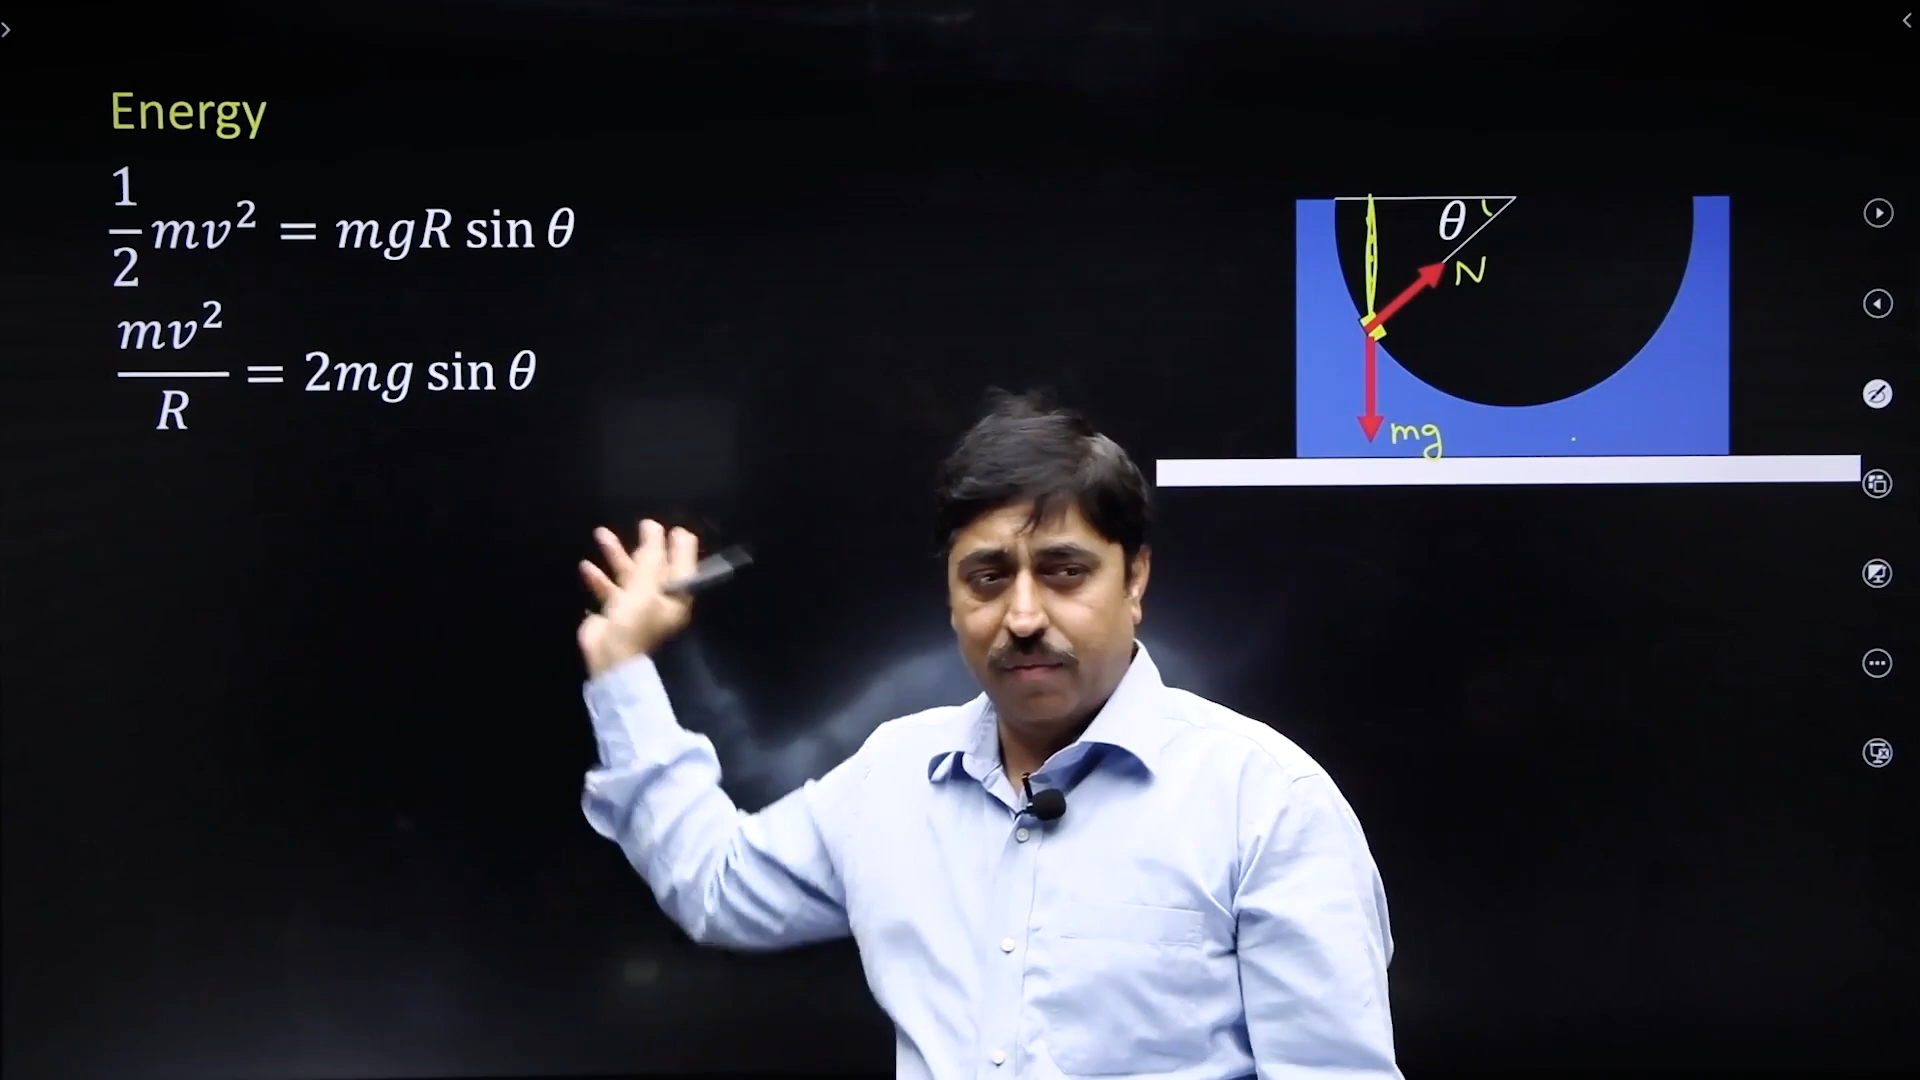 Energy
1/2 mv² = mgR sin θ
mv²/R = 2mg sin θ
θ
N
mg